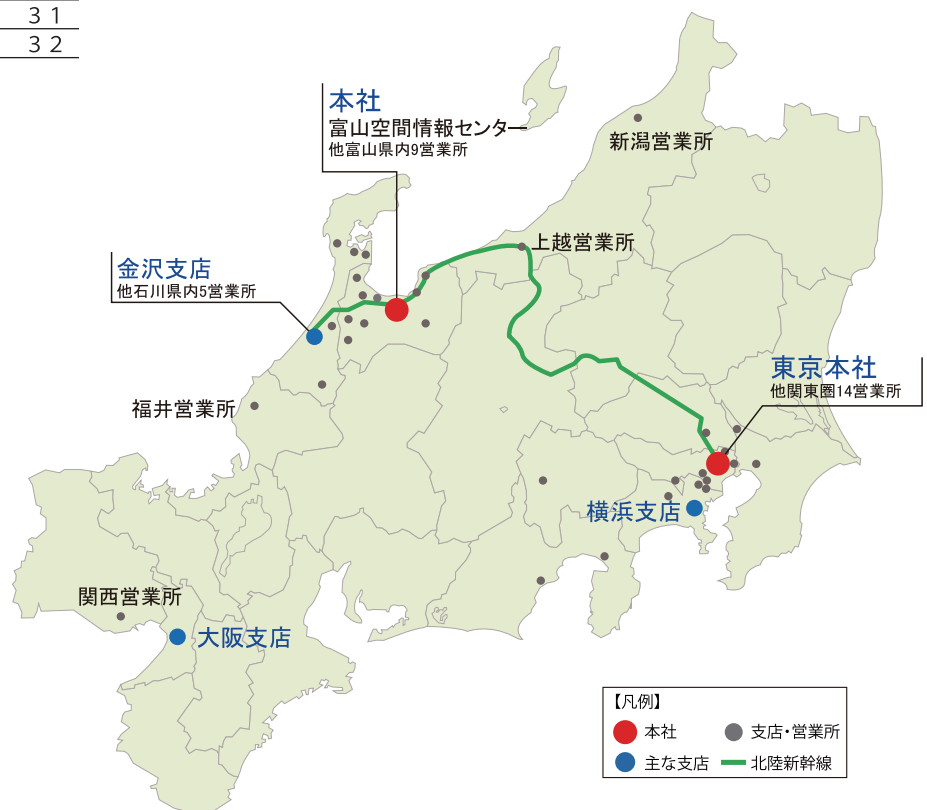 31
32
本社
富山空間情報センター
他富山県内9営業所
新潟営業所
上越営業所
金沢支店
他石川県内5営業所
東京本社
他関東圏14営業所
福井営業所
横浜支店
関西営業所
大阪支店
【凡例】
本社
支店・営業所
主な支店
北陸新幹線